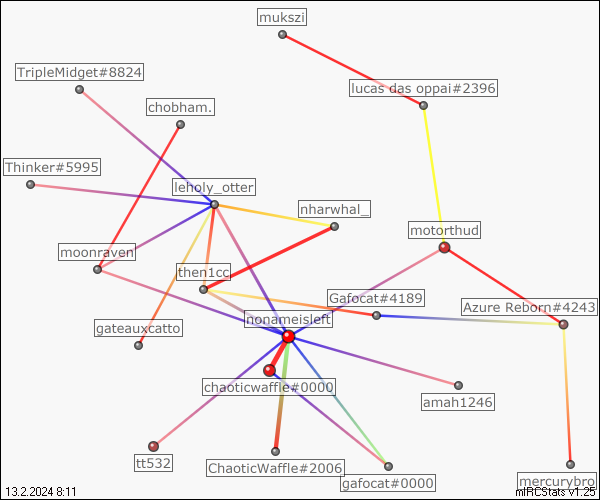 mukszi
TripleMidget#8824
lucas das oppai#2396
chobham.
Thinker#5995
leholy_otter
nharwhal_
motorthud
moonraven
then1cc
Gafocat#4189
Azure Reborn#4243
nonameisleft
gateauxcatto
chaoticwaffle#0000
amah1246
tt532
ChaoticWaffle#2006
gafocat#0000
mercurybro
13.2.2024 8:11
mIRCStats v1.25